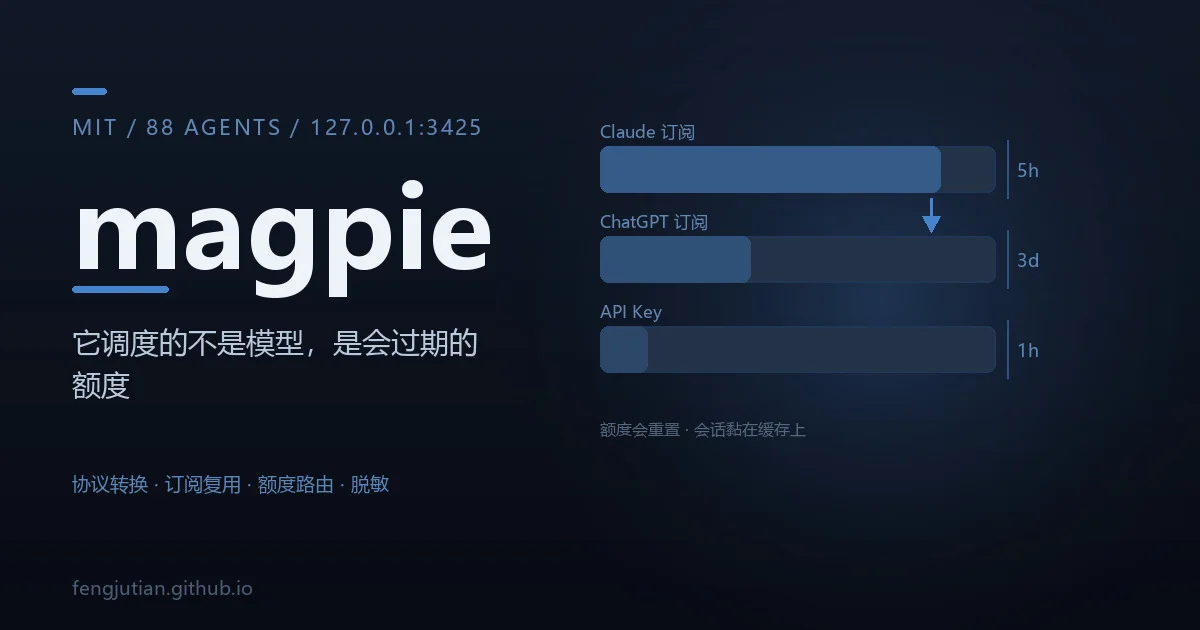 MIT / 88 AGENTS / 127.0.0.1:3425
magpie
它调度的不是模型，是会过期的
额度
协议转换 · 订阅复用 · 额度路由 · 脱敏
fengjutian.github.io
Claude 订阅
5h
ChatGPT 订阅
3d
API Key
1h
额度会重置 · 会话黏在缓存上